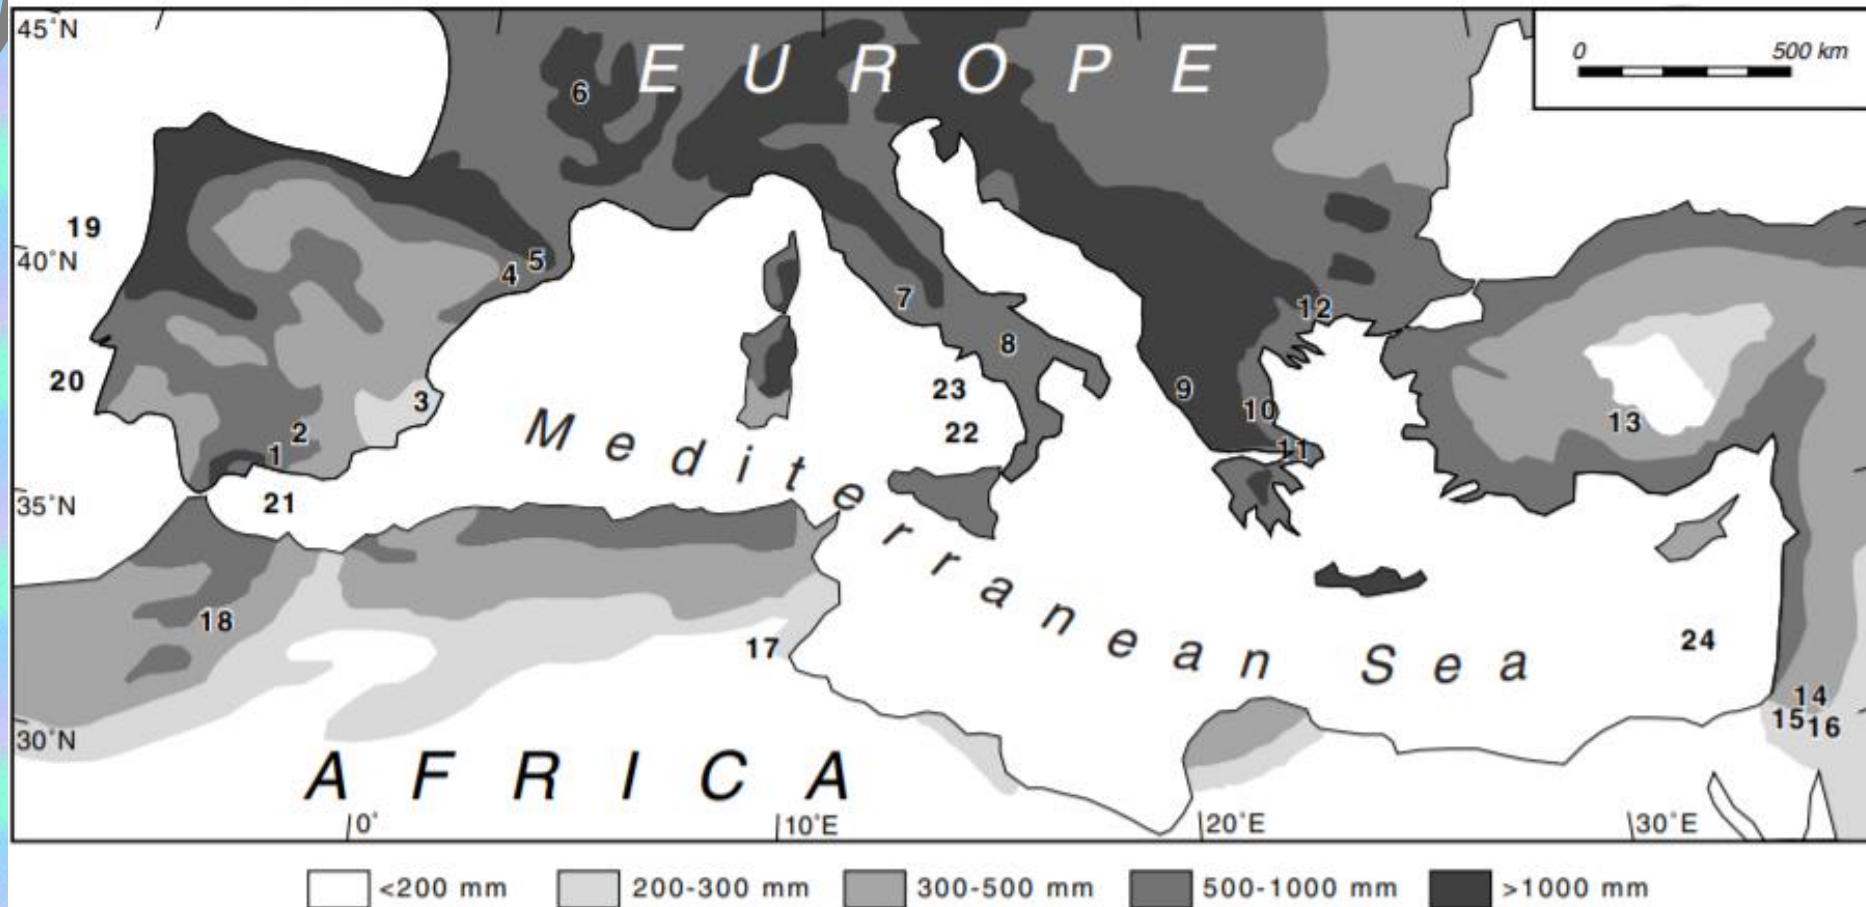 45°N
EUROPE
0 500 km
6
19
40°N
5
4
7
12
8
20
23
9
3
10
13
2
22
Mediterranean Sea
11
1
35°N
21
18
17
24
14
15
16
30°N
AFRICA
0°
10°E
20°E
30°E
<200 mm
200-300 mm
300-500 mm
500-1000 mm
>1000 mm